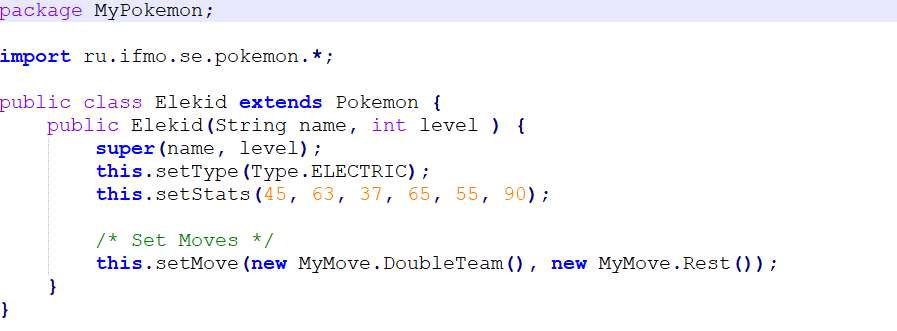 package MyPokemon;
import ru.ifmo.se.pokemon.*;
public class Elekid extends Pokemon {
public Elekid(String name, int level ) {
super(name, level);
this.setType(Type.ELECTRIC);
this.setStats(45, 63, 37, 65, 55, 90);
/* Set Moves */
this.setMove(new MyMove.DoubleTeam(), new MyMove.Rest());
}
}